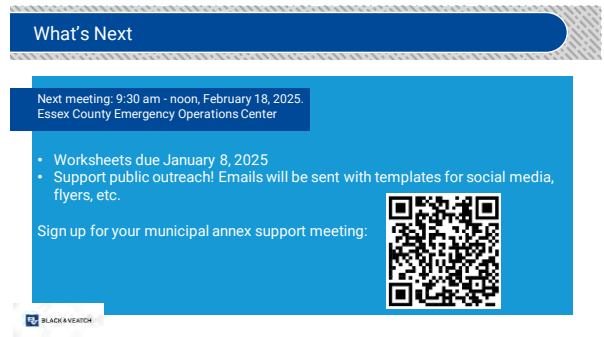 What's Next
Next meeting: 9:30 am - noon, February 18, 2025.
Essex County Emergency Operations Center
• Worksheets due January 8, 2025
• Support public outreach! Emails will be sent with templates for social media,
flyers, etc.
Sign up for your municipal annex support meeting:
BLACK & VEATCH